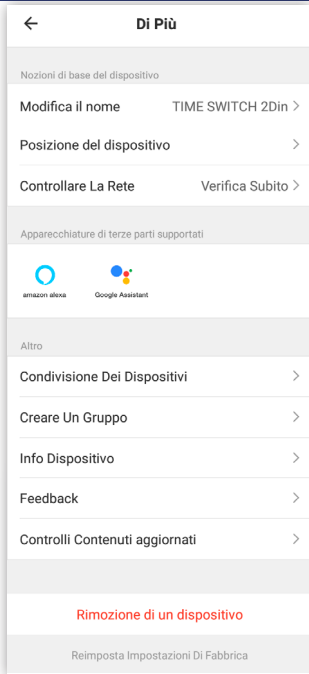 Di Più
Nozioni di base del dispositivo
Modifica il nome TIME SWITCH 2Din
Posizione del dispositivo
Controllare La Rete Verifica Subito
Apparecchiature di terze parti supportati
amazon alexa Google Assistant
Altro
Condivisione Dei Dispositivi
Creare Un Gruppo
Info Dispositivo
Feedback
Controlli Contenuti aggiornati
Rimozione di un dispositivo
Reimposta Impostazioni Di Fabbrica